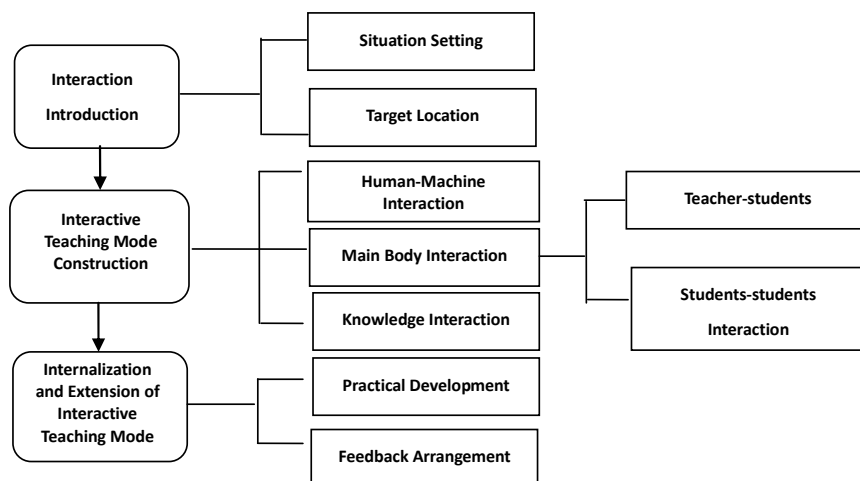 Interaction
Introduction
Situation Setting
Target Location
Interactive
Teaching Mode
Construction
Human-Machine
Interaction
Main Body Interaction
Knowledge Interaction
Teacher-students
Students-students
Interaction
Internalization
and Extension of
Interactive
Teaching Mode
Practical Development
Feedback Arrangement